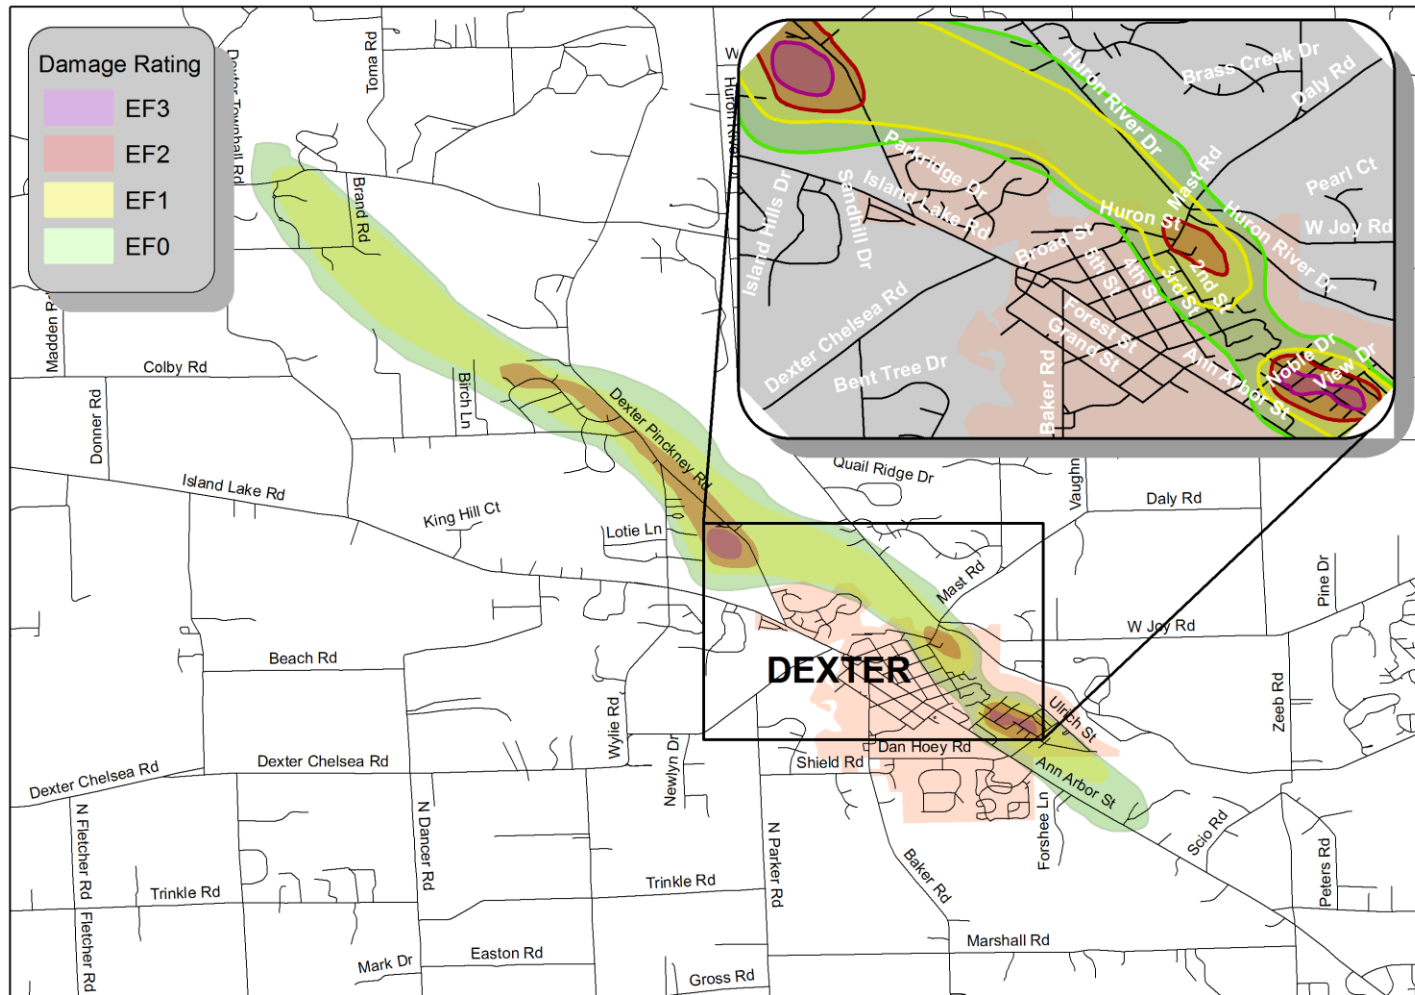 Damage Rating
EF3
EF2
EF1
EF0
Dexter Townhall Rd
Toma Rd
Brand Rd
Madden Rd
Colby Rd
Donner Rd
Birch Ln
Dexter Pinckney Rd
Island Lake Rd
King Hill Ct
Lotie Ln
Quail Ridge Dr
Vaughn
Daly Rd
Mast Rd
Pine Dr
W Joy Rd
Beach Rd
DEXTER
Wylie Rd
Zeeb Rd
Ulrich St
Dan Hoey Rd
Dexter Chelsea Rd
Dexter Chelsea Rd
Newlyn Dr
Shield Rd
Ann Arbor St
N Fletcher Rd
N Dancer Rd
N Parker Rd
Forshee Ln
Scio Rd
Baker Rd
Peters Rd
Trinkle Rd
Trinkle Rd
Fletcher Rd
Mark Dr
Easton Rd
Gross Rd
Marshall Rd
Huron River Dr
Brass Creek Dr
Daly Rd
Parkridge Dr
Island Lake Rd
Sandhill Dr
Island Hills Dr
Mast Rd
Pearl Ct
Huron St
Huron River Dr
W Joy Rd
Broad St
5th St
4th St
3rd St
2nd St
Dexter Chelsea Rd
Forest St
Grand St
Bent Tree Dr
Baker Rd
Ann Arbor St
Noble Dr
View Dr